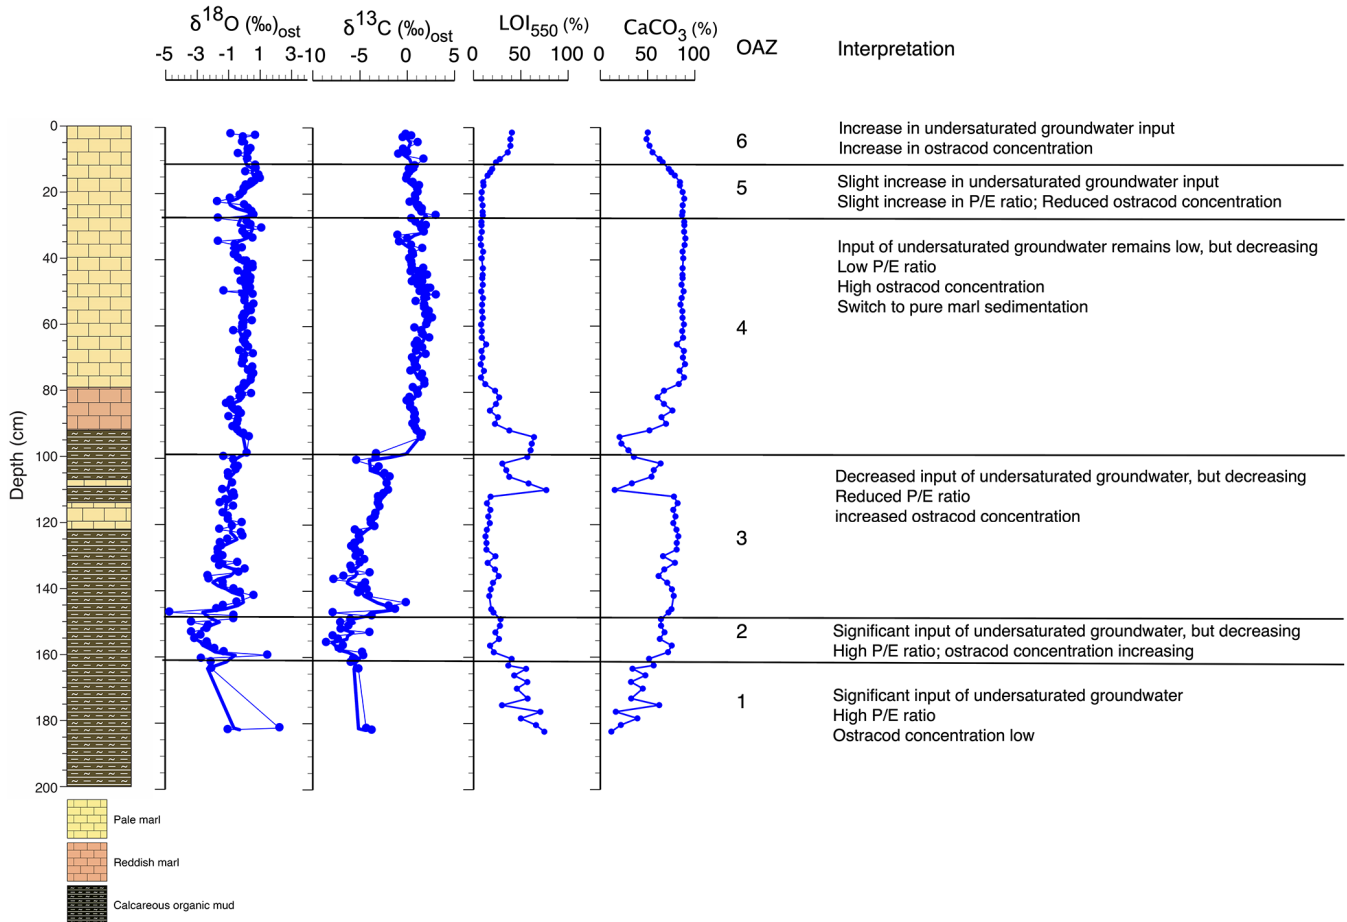 δ18O (‰)ost
δ13C (‰)ost
LOI550 (%)
CaCO3 (%)
OAZ
Interpretation
-5 -3 -1 1 3
-10 -5 0 5
0 50 100
0 50 100
Depth (cm)
0
20
40
60
80
100
120
140
160
180
200
6
Increase in undersaturated groundwater input
Increase in ostracod concentration
5
Slight increase in undersaturated groundwater input
Slight increase in P/E ratio; Reduced ostracod concentration
4
Input of undersaturated groundwater remains low, but decreasing
Low P/E ratio
High ostracod concentration
Switch to pure marl sedimentation
3
Decreased input of undersaturated groundwater, but decreasing
Reduced P/E ratio
increased ostracod concentration
2
Significant input of undersaturated groundwater, but decreasing
High P/E ratio; ostracod concentration increasing
1
Significant input of undersaturated groundwater
High P/E ratio
Ostracod concentration low
Pale marl
Reddish marl
Calcareous organic mud